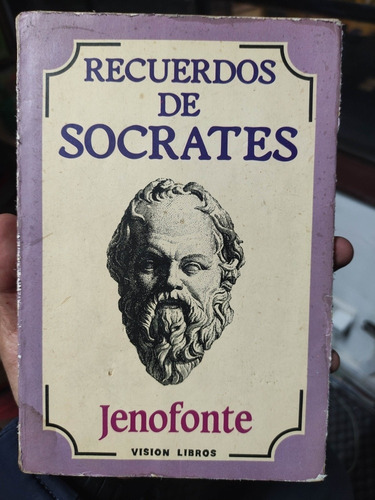 RECUERDOS
DE
SOCRATES
Jenofonte
VISION LIBROS